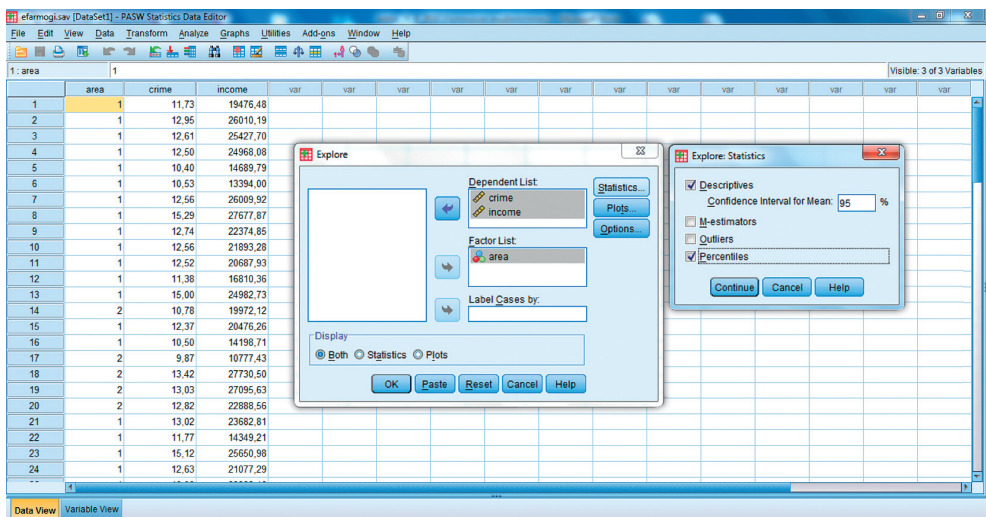 efarmogi.sav [DataSet1] - PASW Statistics Data Editor
File Edit View Data Transform Analyze Graphs Utilities Add-ons Window Help
1 : area 1 Visible: 3 of 3 Variables
area crime income var var var var var var var var var var var var var
1 1 11,73 19476,48
2 1 12,95 26010,19
3 1 12,61 25427,70
4 1 12,50 24968,08
5 1 10,40 14689,79
6 1 10,53 13394,00
7 1 12,56 26009,92
8 1 15,29 27677,87
9 1 12,74 22374,85
10 1 12,56 21893,28
11 1 12,52 20687,93
12 1 11,38 16810,36
13 1 15,00 24982,73
14 2 10,78 19972,12
15 1 12,37 20476,26
16 1 10,50 14198,71
17 2 9,87 10777,43
18 2 13,42 27730,50
19 2 13,03 27095,63
20 2 12,82 22888,56
21 1 13,02 23682,81
22 1 11,77 14349,21
23 1 15,12 25650,98
24 1 12,63 21077,29
Explore
Dependent List:
crime
income
Factor List:
area
Label Cases by:
Statistics...
Plots...
Options...
Display
Both Statistics Plots
OK Paste Reset Cancel Help
Explore: Statistics
Descriptives
Confidence Interval for Mean: 95 %
M-estimators
Outliers
Percentiles
Continue Cancel Help
Data View Variable View